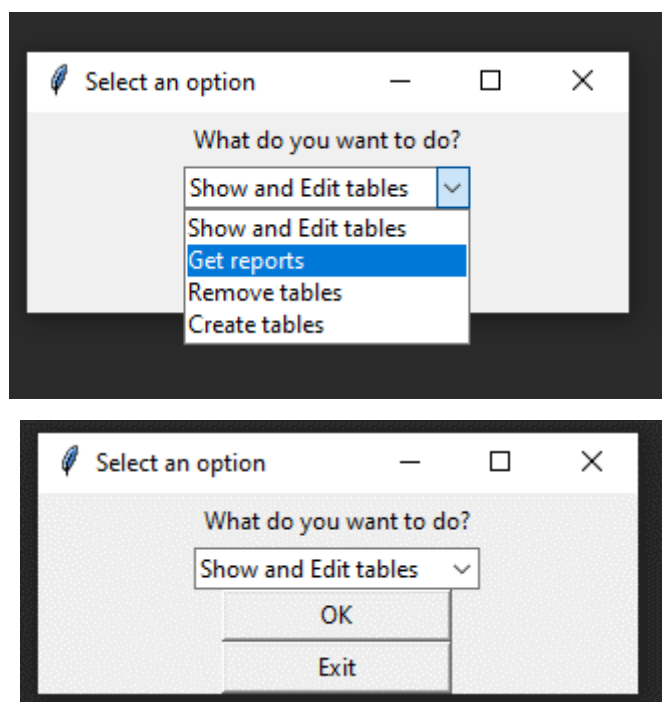 Select an option
What do you want to do?
Show and Edit tables
Show and Edit tables
Get reports
Remove tables
Create tables
Select an option
What do you want to do?
Show and Edit tables
OK
Exit